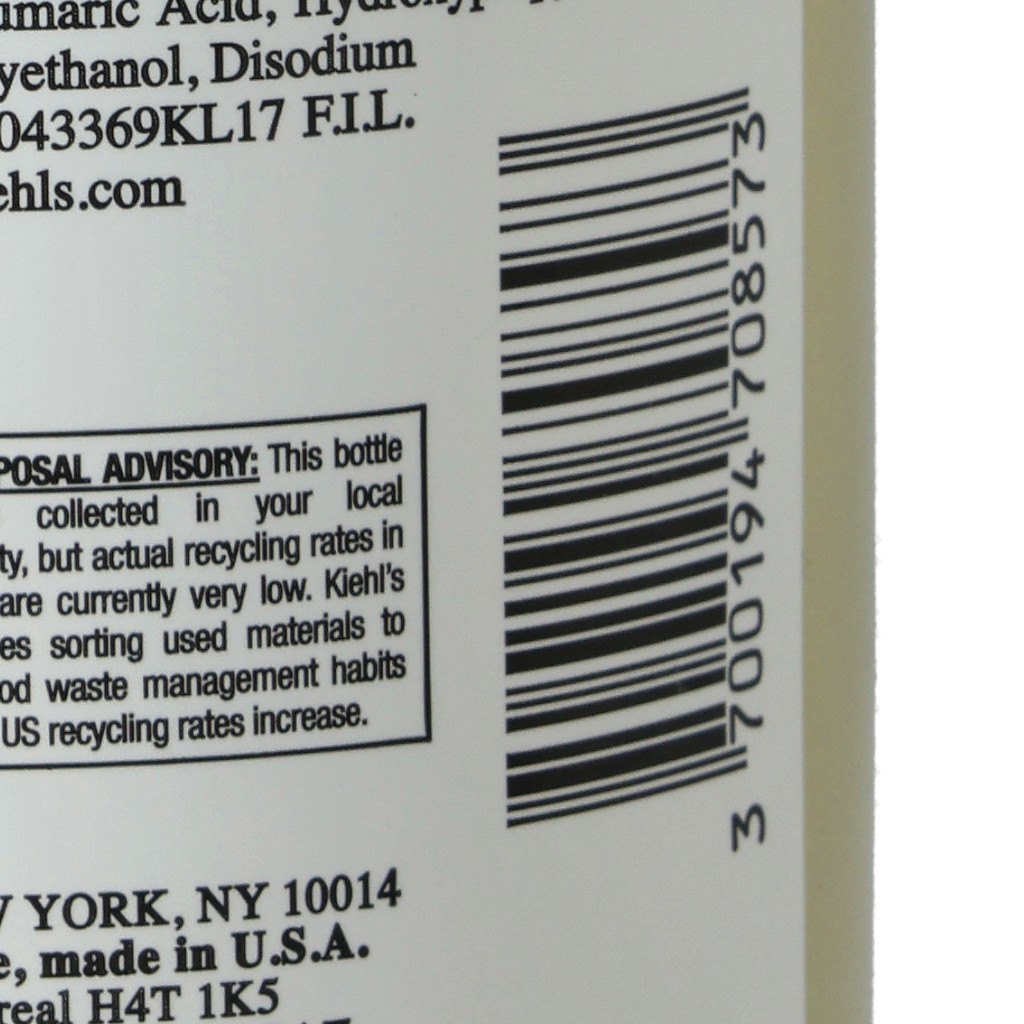 Acid,
yethanol, Disodium
043369KL17 F.I.L.
ehls.com
POSAL ADVISORY: This bottle
collected in your local
ty, but actual recycling rates in
are currently very low. Kiehl's
es sorting used materials to
od waste management habits
US recycling rates increase.
YORK, NY 10014
e, made in U.S.A.
real H4T 1K5
3 700194 708573